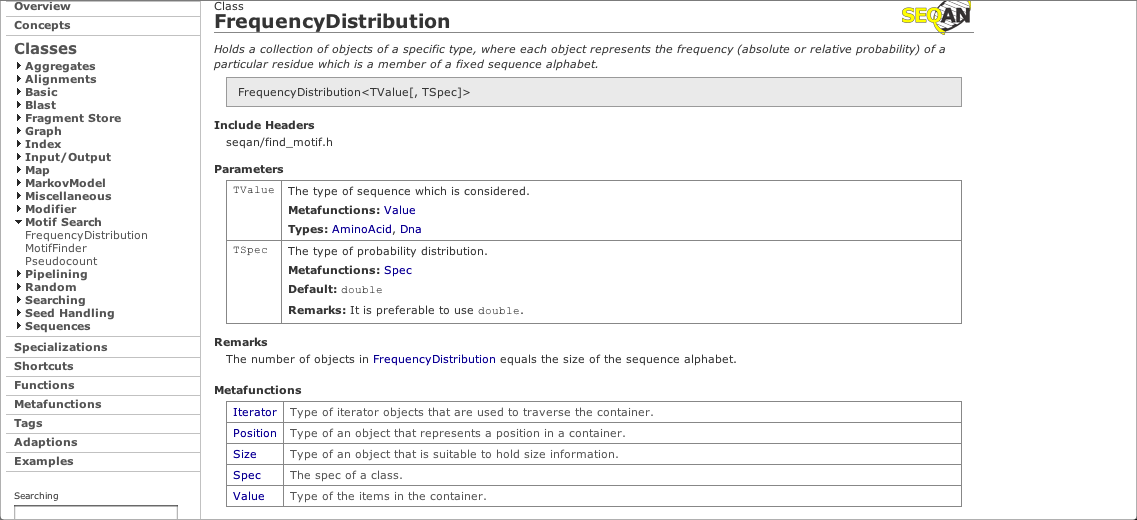 Overview
Concepts
Classes
Aggregates
Alignments
Basic
Blast
Fragment Store
Graph
Index
Input/Output
Map
MarkovModel
Miscellaneous
Modifier
Motif Search
FrequencyDistribution
MotifFinder
Pseudocount
Pipelining
Random
Searching
Seed Handling
Sequences
Specializations
Shortcuts
Functions
Metafunctions
Tags
Adaptions
Examples
Searching
Class
FrequencyDistribution
SEQAN
Holds a collection of objects of a specific type, where each object represents the frequency (absolute or relative probability) of a
particular residue which is a member of a fixed sequence alphabet.
FrequencyDistribution<TValue[, TSpec]>
Include Headers
seqan/find_motif.h
Parameters
TValue The type of sequence which is considered.
Metafunctions: Value
Types: AminoAcid, Dna
TSpec The type of probability distribution.
Metafunctions: Spec
Default: double
Remarks: It is preferable to use double.
Remarks
The number of objects in FrequencyDistribution equals the size of the sequence alphabet.
Metafunctions
Iterator Type of iterator objects that are used to traverse the container.
Position Type of an object that represents a position in a container.
Size Type of an object that is suitable to hold size information.
Spec The spec of a class.
Value Type of the items in the container.